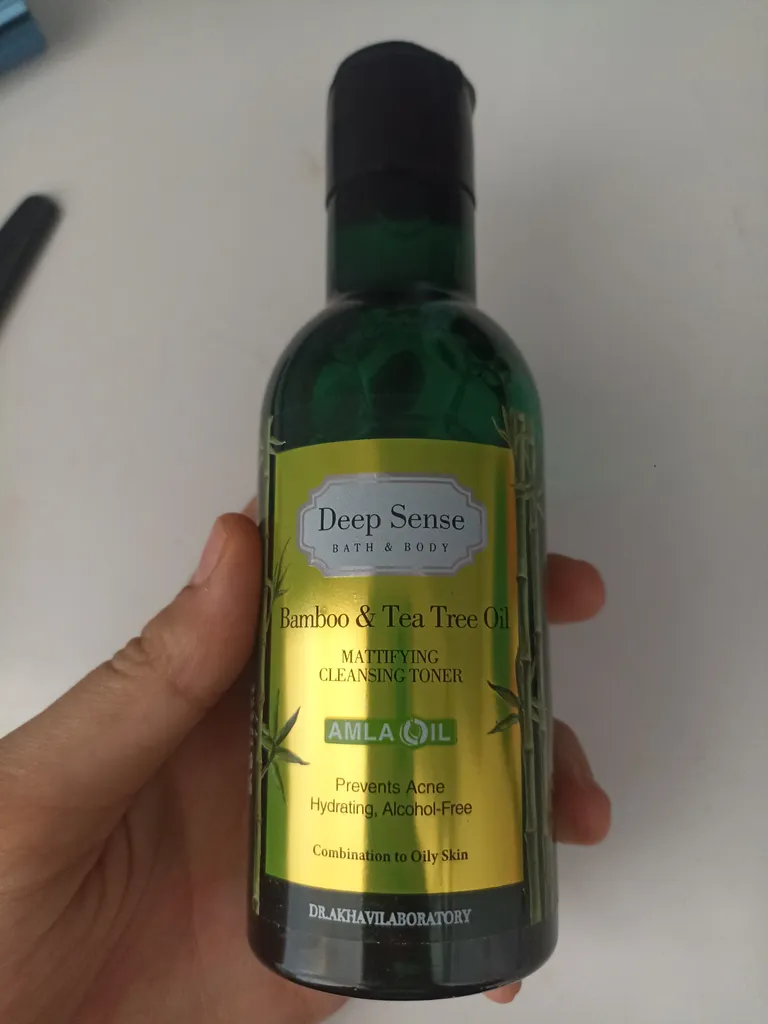 Deep Sense
BATH & BODY
Bamboo & Tea Tree Oil
MATTIFYING
CLEANSING TONER
AMLA OIL
Prevents Acne
Hydrating, Alcohol-Free
Combination to Oily Skin
DR.AKHAVILABORATORY